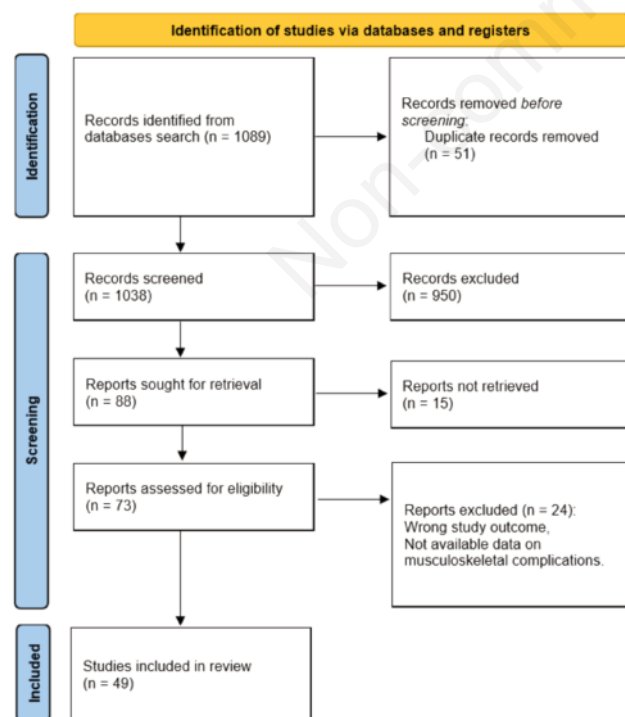 Identification of studies via databases and registers
Identification
Records identified from
databases search (n = 1089)
Records removed before
screening:
Duplicate records removed
(n = 51)
Screening
Records screened
(n = 1038)
Records excluded
(n = 950)
Reports sought for retrieval
(n = 88)
Reports not retrieved
(n = 15)
Reports assessed for eligibility
(n = 73)
Reports excluded (n = 24):
Wrong study outcome,
Not available data on
musculoskeletal complications.
Included
Studies included in review
(n = 49)